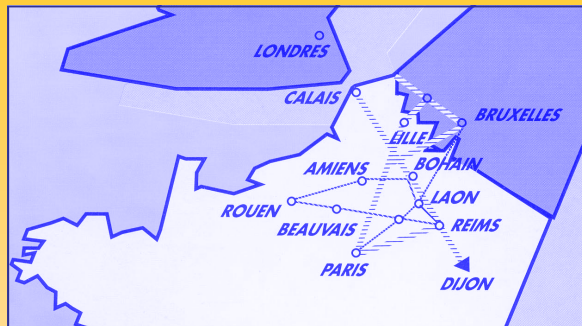 LONDRES
CALAIS
BRUXELLES
LILLE
BOHAIN
AMIENS
LAON
ROUEN
REIMS
BEAUVAIS
PARIS
DIJON